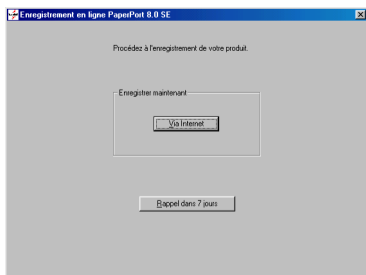 Enregistrement en ligne PaperPort 8.0 SE
Procédez à l'enregistrement de votre produit.
Enregistrer maintenant
Via Internet
Rappel dans 7 jours